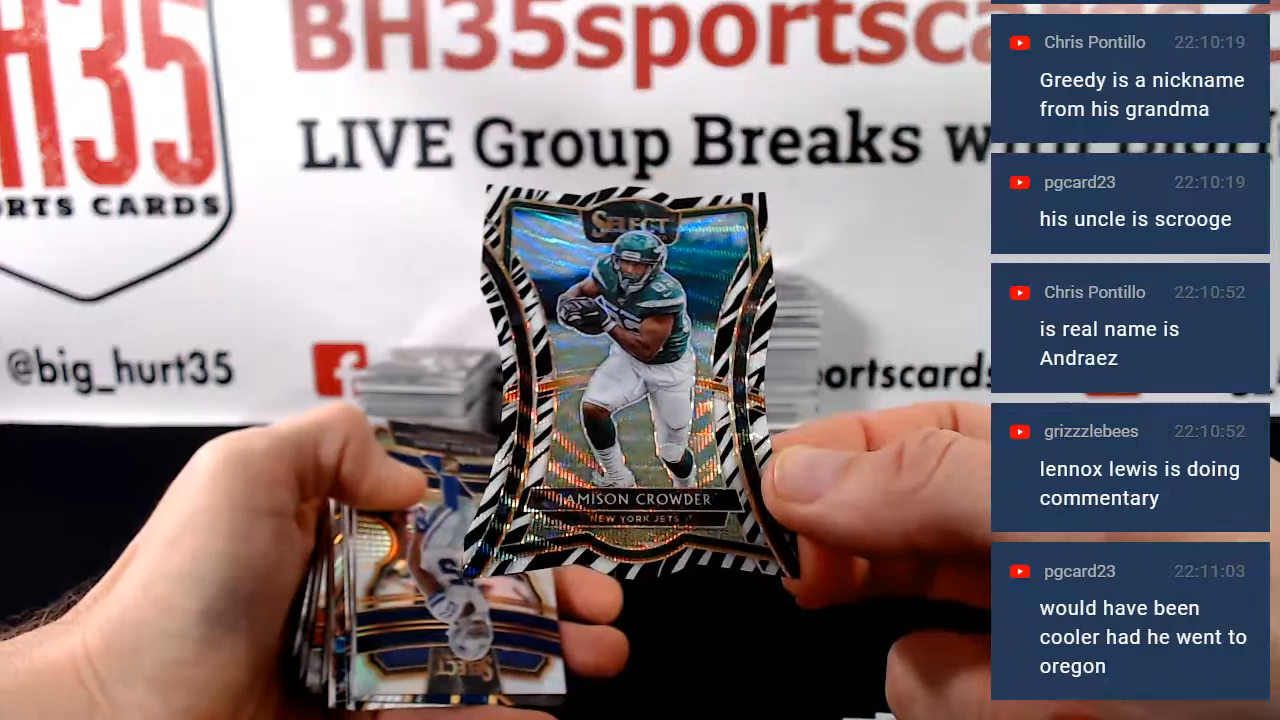 BH35sportscards
LIVE Group Breaks w
H35
RTS CARDS
@big_hurt35
f
ortscards
SELECT
JAMISON CROWDER
NEW YORK JETS
SELECT
Chris Pontillo 22:10:19
Greedy is a nickname
from his grandma
pgcard23 22:10:19
his uncle is scrooge
Chris Pontillo 22:10:52
is real name is
Andraez
grizzzlebees 22:10:52
lennox lewis is doing
commentary
pgcard23 22:11:03
would have been
cooler had he went to
oregon